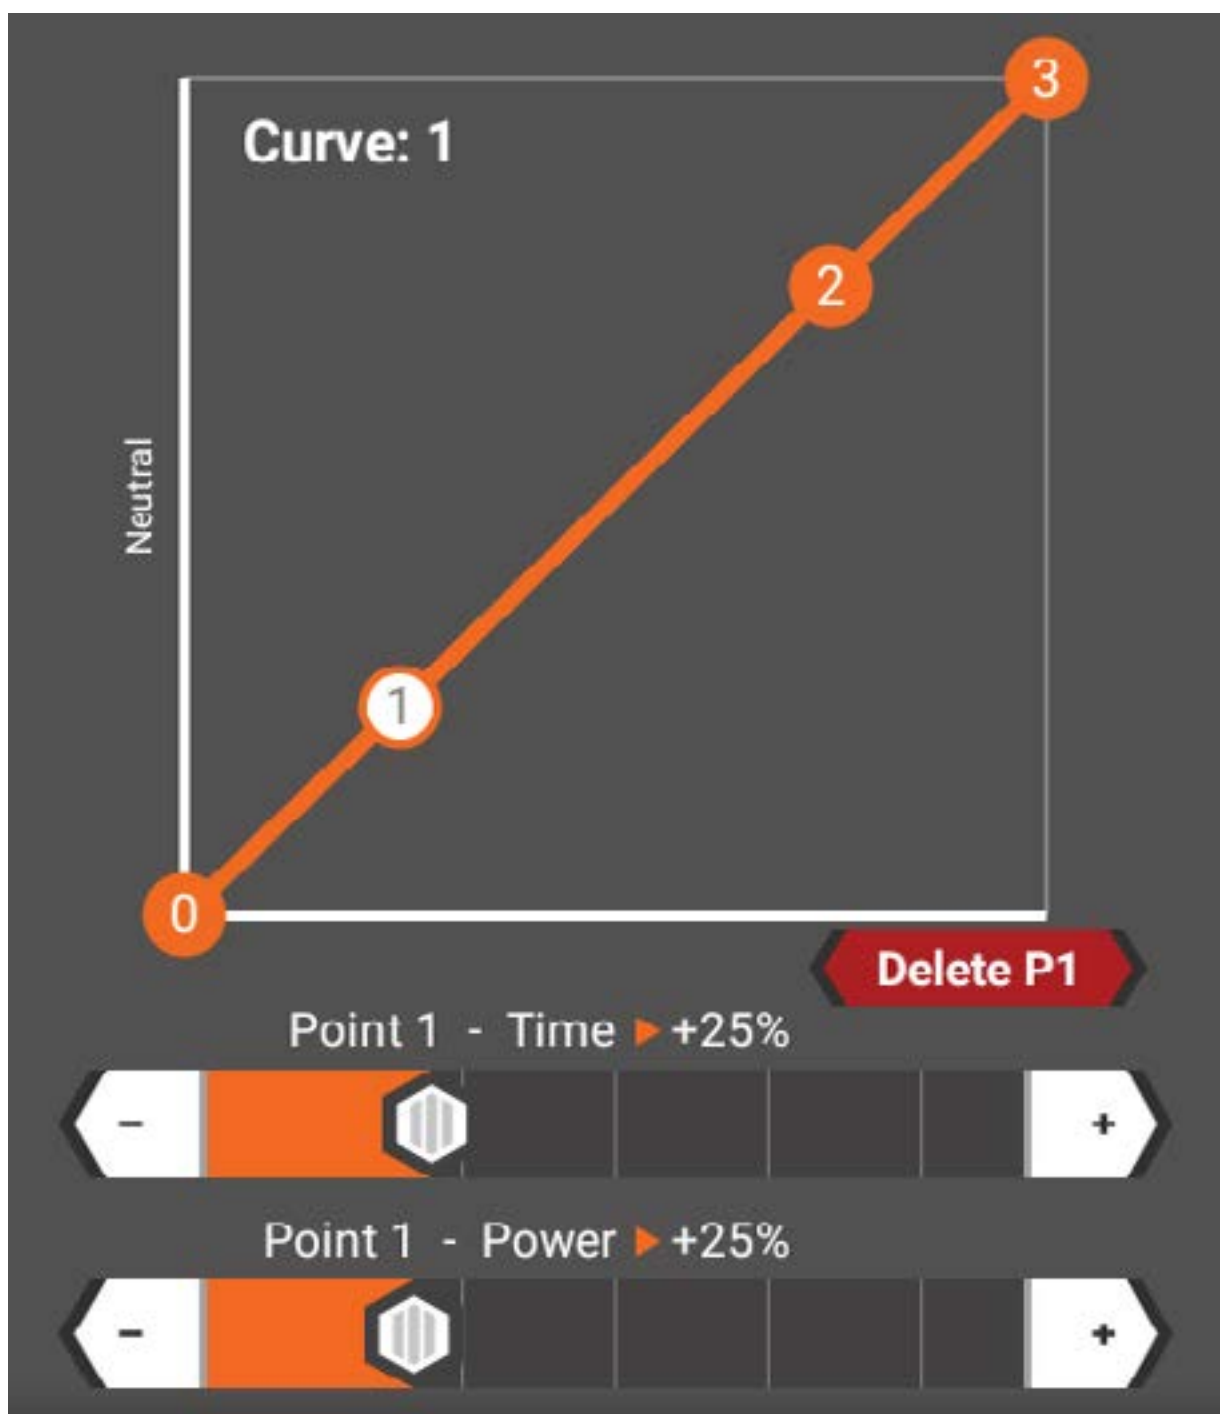 3
Curve: 1
2
Neutral
1
0
Delete P1
Point 1 - Time ▶ +25%
- +
Point 1 - Power ▶ +25%
- +